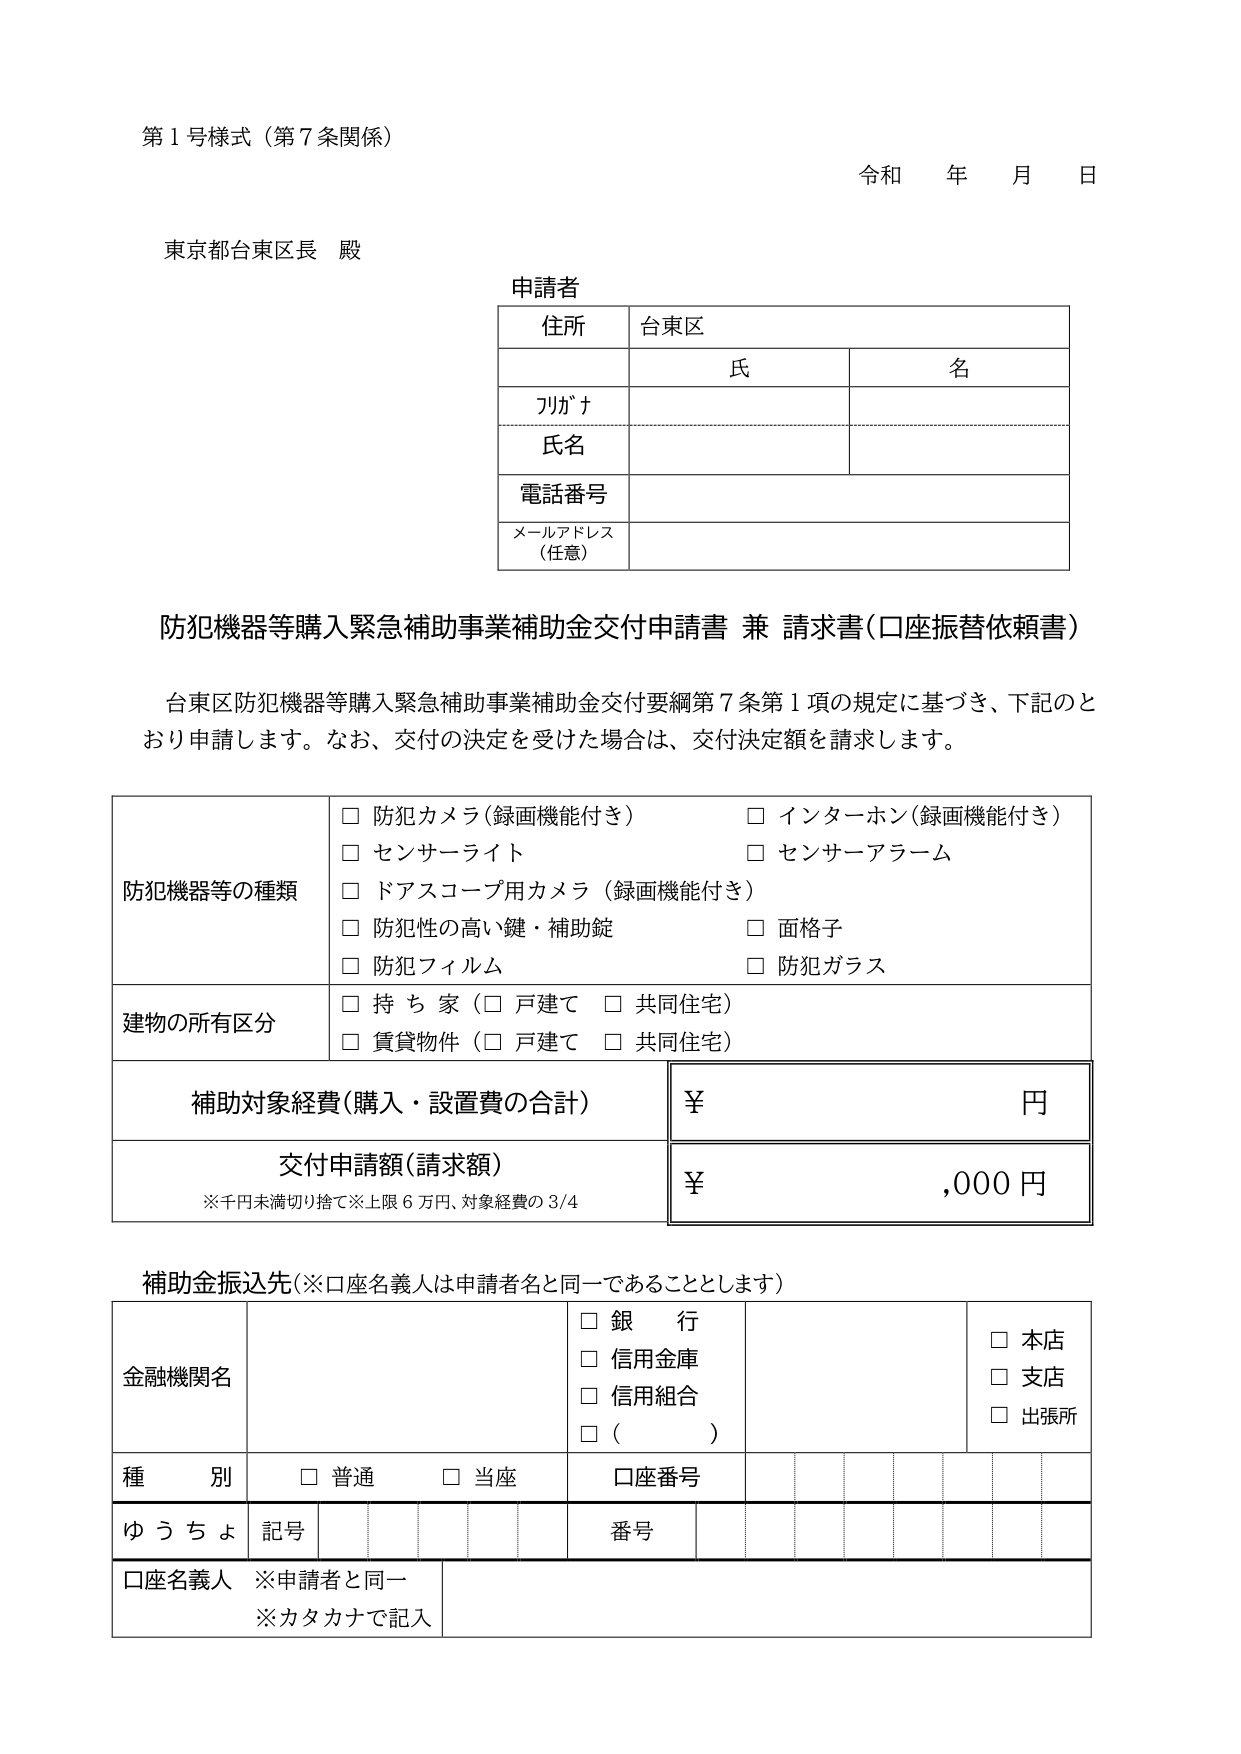 第１号様式（第７条関係）
令和　　年　　月　　日
東京都台東区長　殿
申請者
住所　台東区
氏　名
ﾌﾘｶﾞﾅ
氏名
電話番号
メールアドレス
（任意）
防犯機器等購入緊急補助事業補助金交付申請書 兼 請求書（口座振替依頼書）
台東区防犯機器等購入緊急補助事業補助金交付要綱第７条第１項の規定に基づき、下記のと
おり申請します。なお、交付の決定を受けた場合は、交付決定額を請求します。
防犯機器等の種類
□ 防犯カメラ（録画機能付き）　□ インターホン（録画機能付き）
□ センサーライト　□ センサーアラーム
□ ドアスコープ用カメラ（録画機能付き）
□ 防犯性の高い鍵・補助錠　□ 面格子
□ 防犯フィルム　□ 防犯ガラス
建物の所有区分
□ 持 ち 家（□ 戸建て　□ 共同住宅）
□ 賃貸物件（□ 戸建て　□ 共同住宅）
補助対象経費（購入・設置費の合計）　￥　円
交付申請額（請求額）
※千円未満切り捨て※上限 6 万円、対象経費の 3/4
￥　,000 円
補助金振込先（※口座名義人は申請者名と同一であることとします）
金融機関名
□ 銀　　行
□ 信用金庫
□ 信用組合
□（　　　　）
□ 本店
□ 支店
□ 出張所
種　　　別　□ 普通　□ 当座　口座番号
ゆ う ち ょ　記号　番号
口座名義人　※申請者と同一
※カタカナで記入